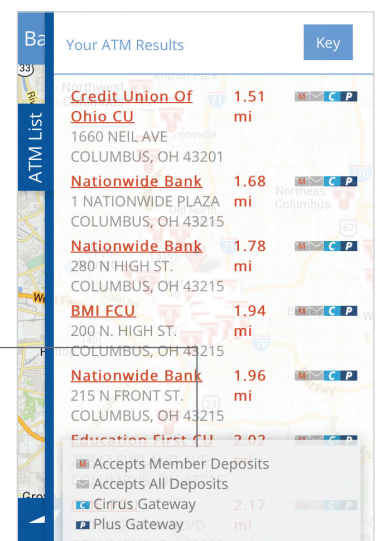 Ba
Your ATM Results
Key
33
ATM List
Credit Union Of 1.51 M C P
Ohio CU mi
1660 NEIL AVE
COLUMBUS, OH 43201
Nationwide Bank 1.68 M C P
1 NATIONWIDE PLAZA mi
COLUMBUS, OH 43215
Nationwide Bank 1.78 M C P
280 N HIGH ST. mi
COLUMBUS, OH 43215
BMI FCU 1.94 M C P
200 N. HIGH ST. mi
COLUMBUS, OH 43215
Nationwide Bank 1.96 M C P
215 N FRONT ST. mi
COLUMBUS, OH 43215
Education First CU 2.02 M C P
M Accepts Member Deposits
Accepts All Deposits
C Cirrus Gateway 2.17
P Plus Gateway mi